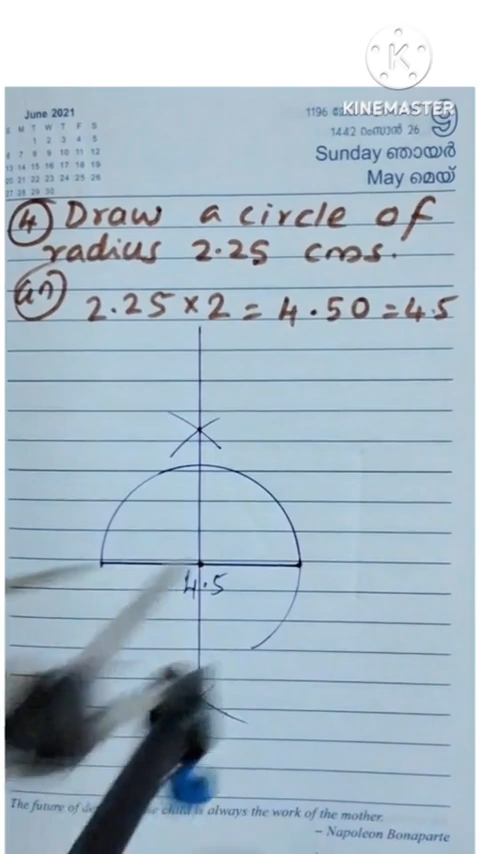 KINEMASTER
June 2021
S M T W T F S
1 2 3 4 5
6 7 8 9 10 11 12
13 14 15 16 17 18 19
20 21 22 23 24 25 26
27 28 29 30
1196
1442 റംസാൻ 26
Sunday ഞായർ
May മെയ്
9
④ Draw a circle of
radius 2.25 cms.
2.25 × 2 = 4.50 = 4.5
4.5
The future of child is always the work of the mother.
– Napoleon Bonaparte